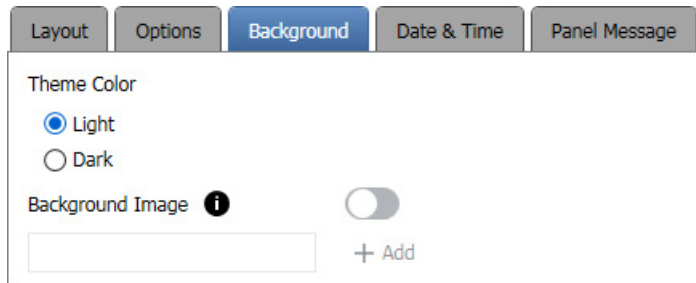 Layout Options Background Date & Time Panel Message
Theme Color
Light
Dark
Background Image i
+ Add